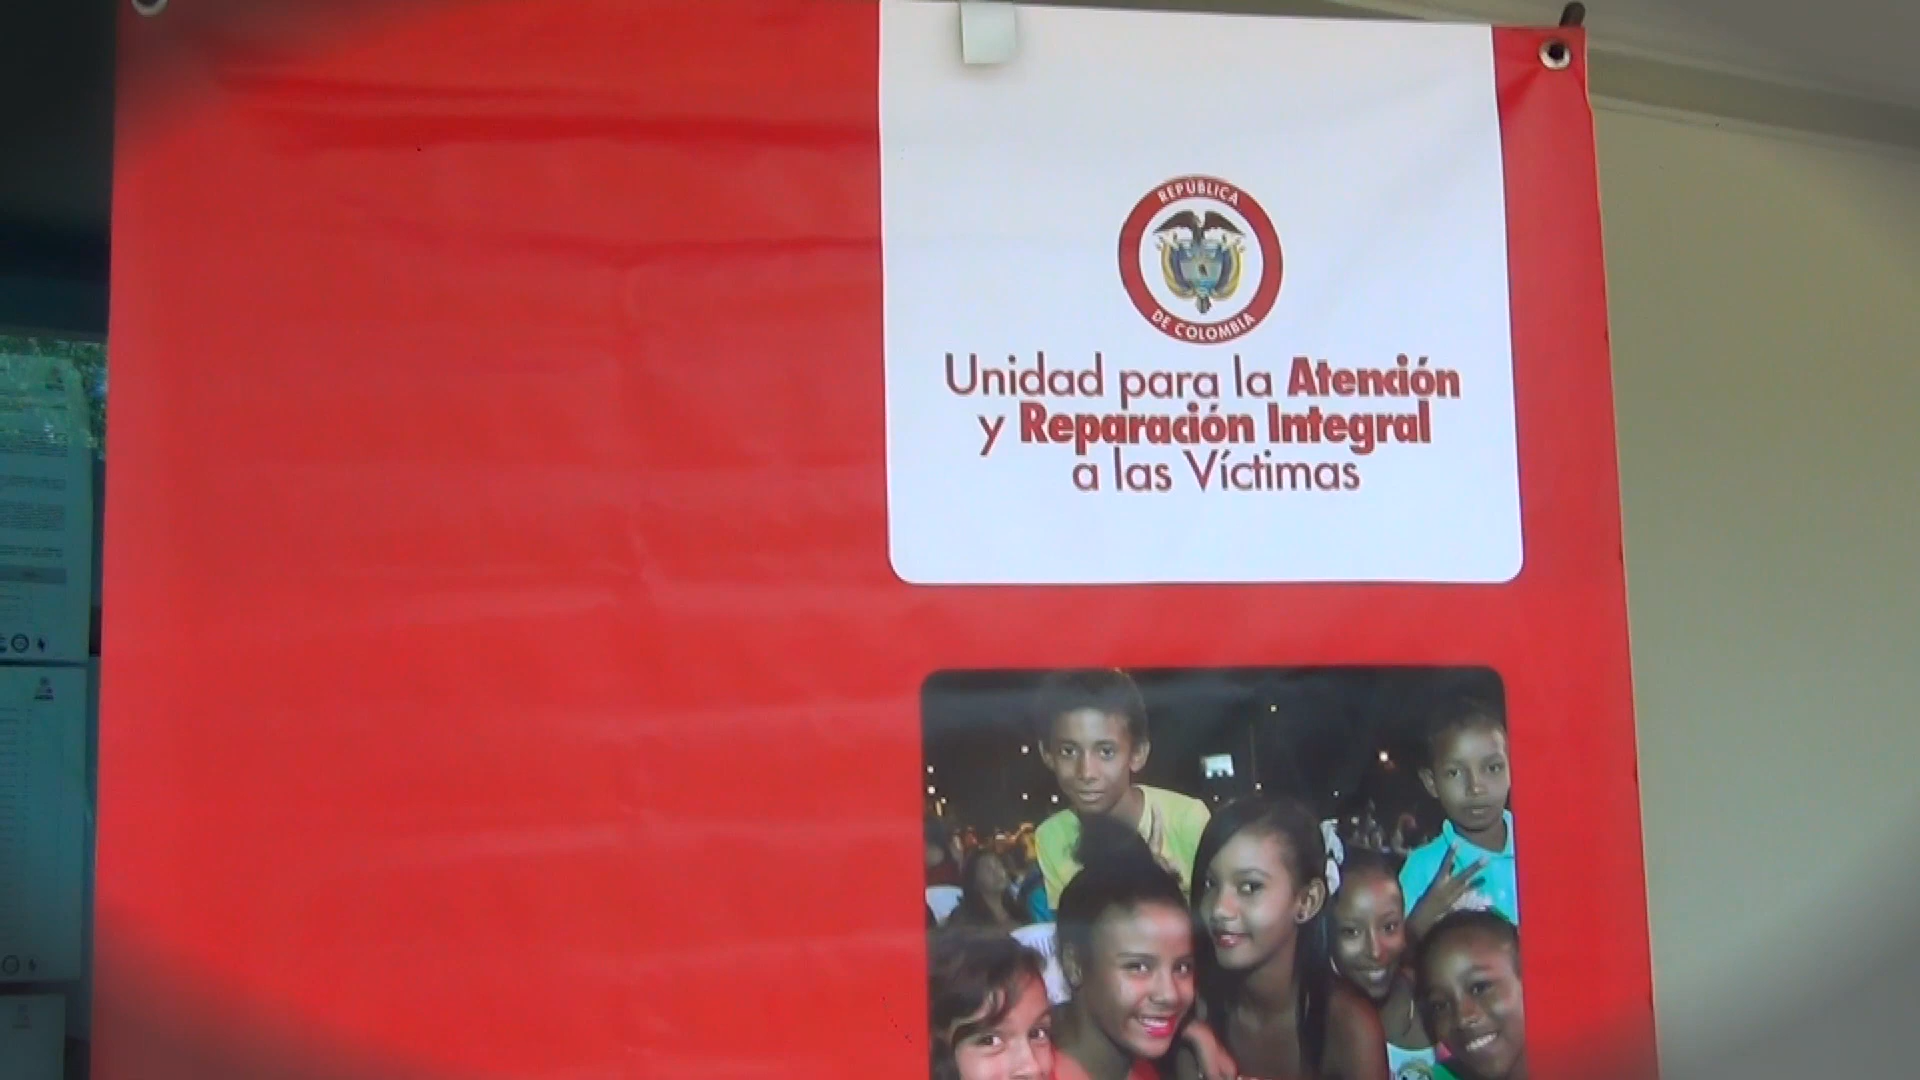 REPÚBLICA
DE COLOMBIA
Unidad para la Atención
y Reparación Integral
a las Víctimas